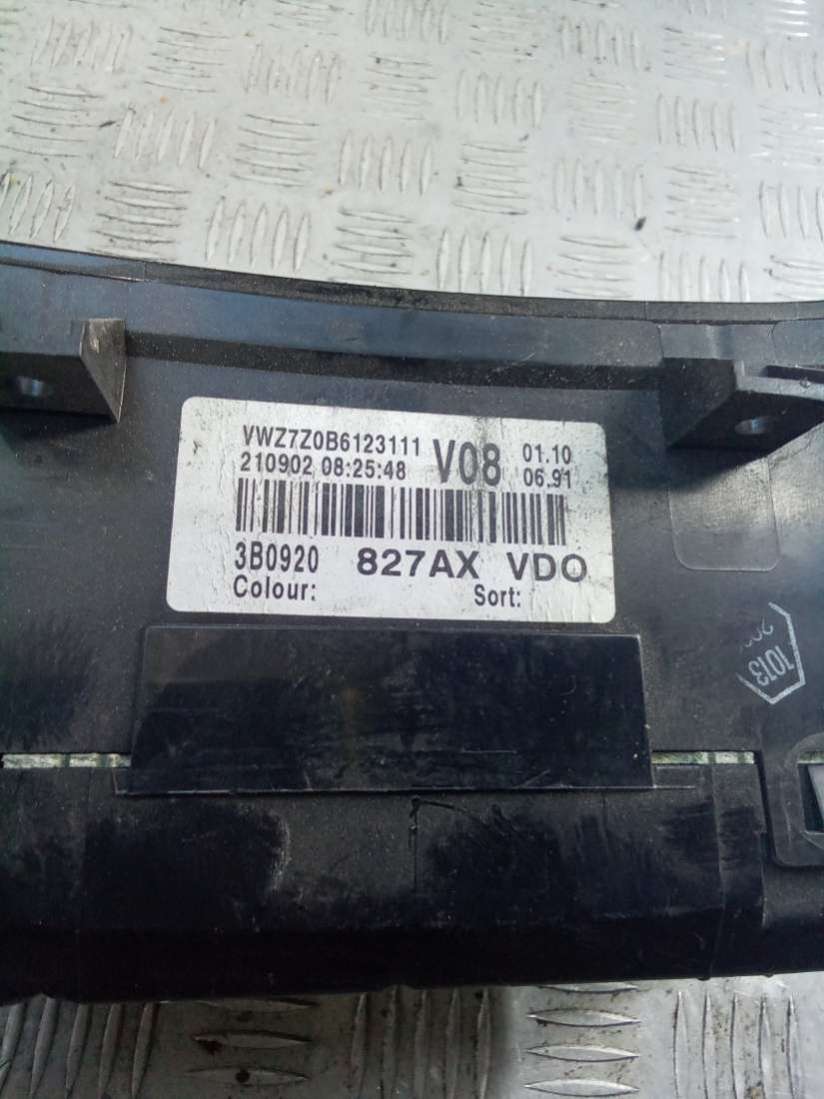 VWZ7Z0B6123111 V08 01.10
210902 08:25:48 06.91
3B0920 827AX VDO
Colour: Sort:
1013